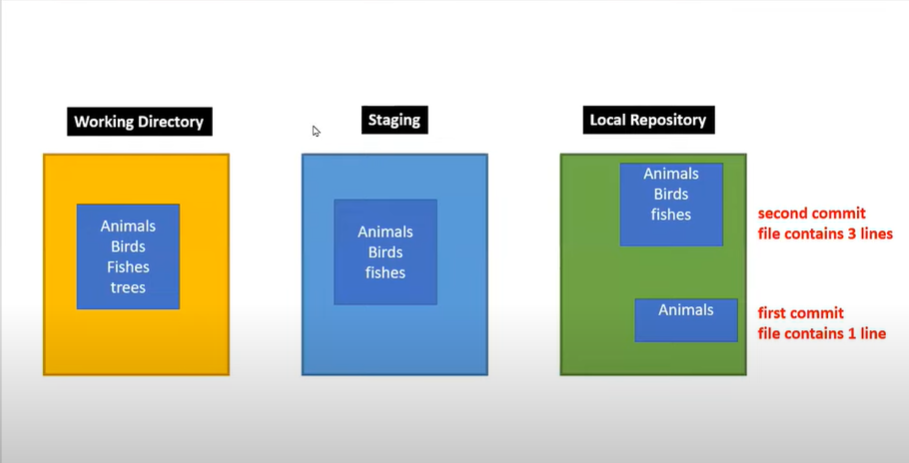 Working Directory
Staging
Local Repository
Animals
Birds
Fishes
trees
Animals
Birds
fishes
Animals
Birds
fishes
second commit
file contains 3 lines
Animals
first commit
file contains 1 line